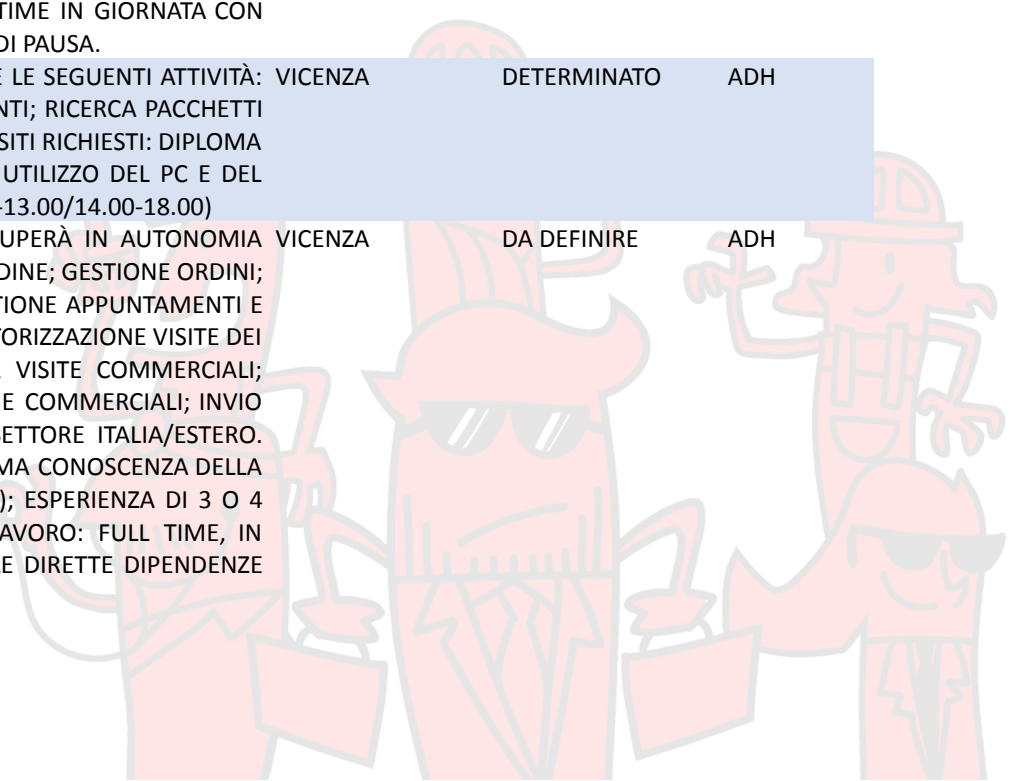 TIME IN GIORNATA CON
DI PAUSA.
E LE SEGUENTI ATTIVITÀ: VICENZA DETERMINATO ADH
NTI; RICERCA PACCHETTI
SITI RICHIESTI: DIPLOMA
UTILIZZO DEL PC E DEL
-13.00/14.00-18.00)
UPERÀ IN AUTONOMIA VICENZA DA DEFINIRE ADH
DINE; GESTIONE ORDINI;
TIONE APPUNTAMENTI E
TORIZZAZIONE VISITE DEI
VISITE COMMERCIALI;
E COMMERCIALI; INVIO
SETTORE ITALIA/ESTERO.
MA CONOSCENZA DELLA
); ESPERIENZA DI 3 O 4
AVORO: FULL TIME, IN
LE DIRETTE DIPENDENZE